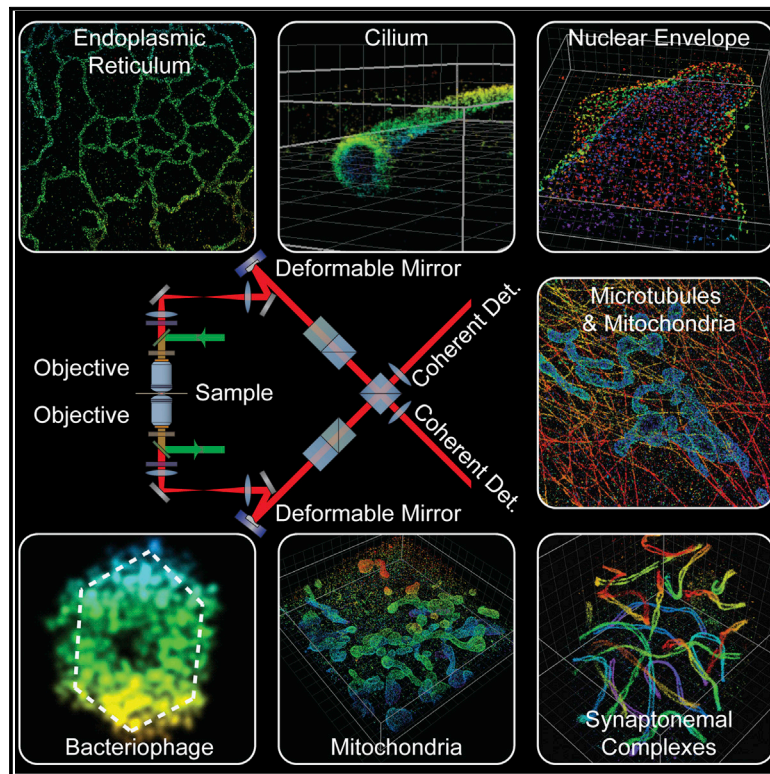 Endoplasmic
Reticulum
Cilium
Nuclear Envelope
Deformable Mirror
Objective
Sample
Objective
Deformable Mirror
Coherent Det.
Coherent Det.
Microtubules
& Mitochondria
Bacteriophage
Mitochondria
Synaptonemal
Complexes